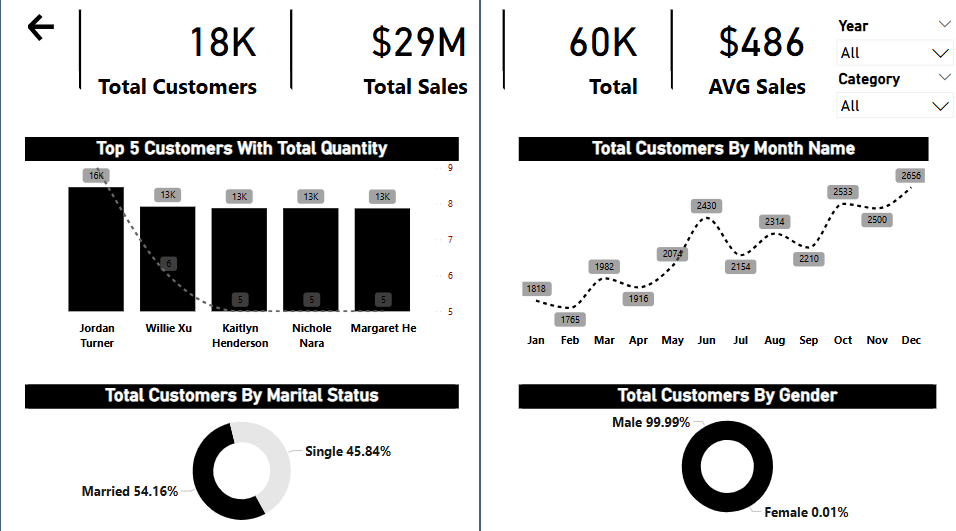 18K
Total Customers
$29M
Total Sales
60K
Total
$486
AVG Sales
Year
All
Category
All
Top 5 Customers With Total Quantity
16K
13K
13K
13K
13K
6
5
5
5
9
8
7
6
5
Jordan
Turner
Willie Xu
Kaitlyn
Henderson
Nichole
Nara
Margaret He
Total Customers By Month Name
1818
1765
1982
1916
2074
2430
2154
2314
2210
2533
2500
2656
Jan
Feb
Mar
Apr
May
Jun
Jul
Aug
Sep
Oct
Nov
Dec
Total Customers By Marital Status
Single 45.84%
Married 54.16%
Total Customers By Gender
Male 99.99%
Female 0.01%